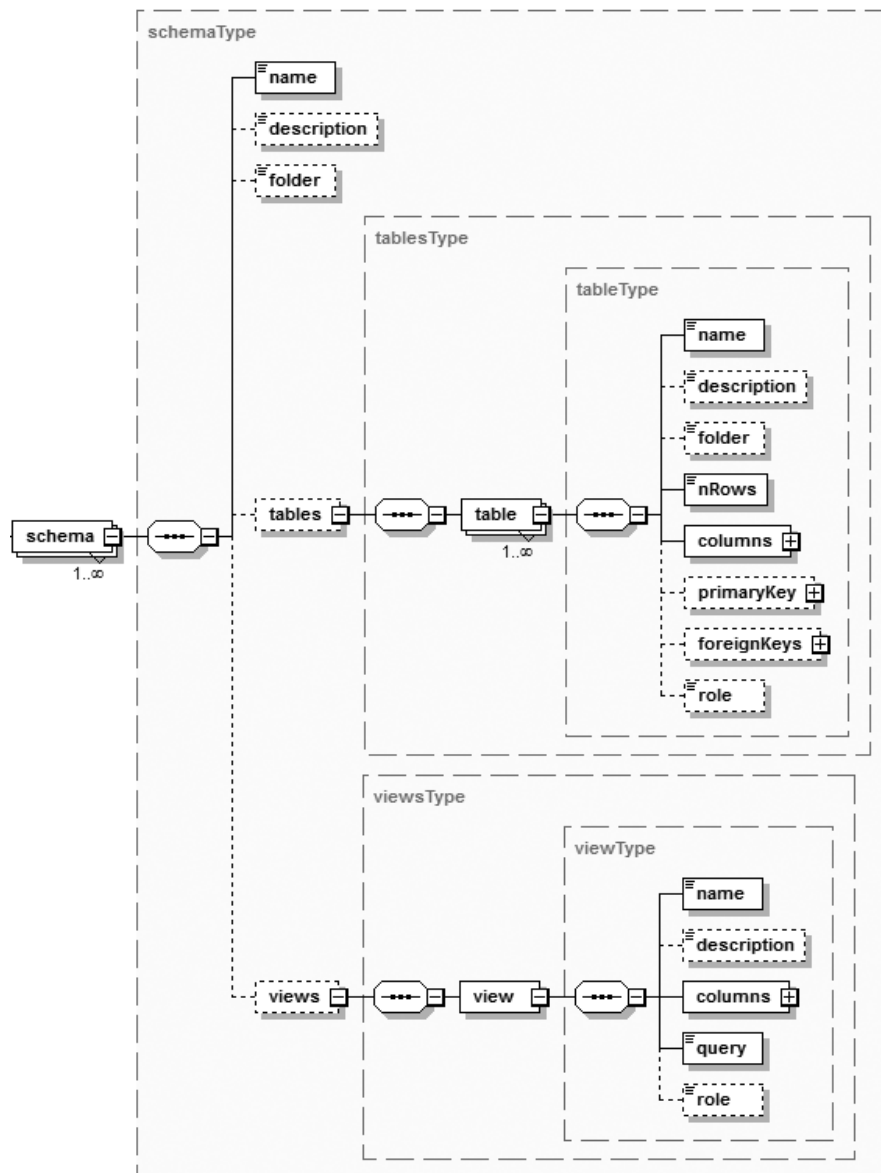 schemaType
name
description
folder
tablesType
tableType
name
description
folder
nRows
columns
primaryKey
foreignKeys
role
tables
table
1..∞
schema
1..∞
viewsType
viewType
name
description
columns
query
role
views
view